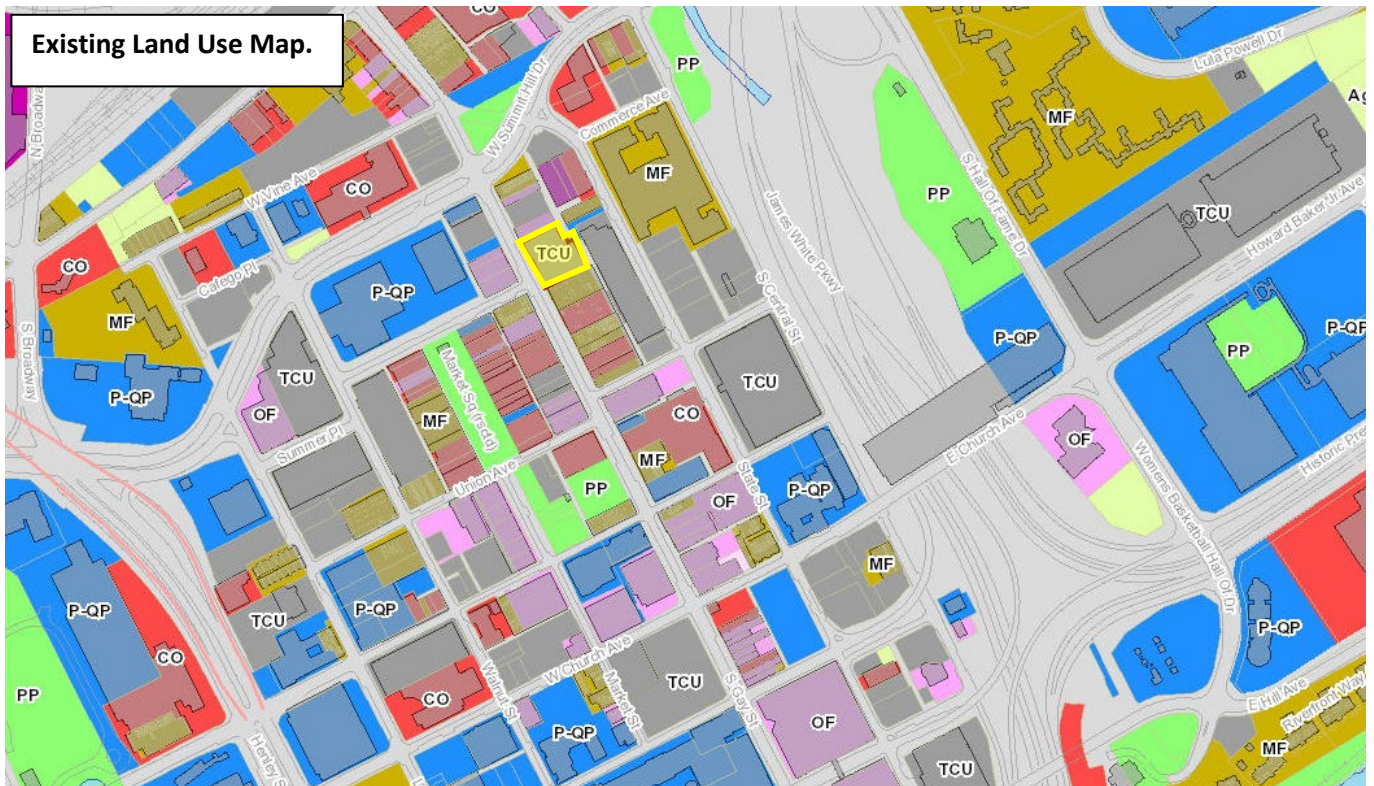 Existing Land Use Map.
CO
PP
Lula Powell Dr
N Broadway
W Summit Hill Dr
Commerce Ave
MF
Ag
W Vine Ave
CO
MF
S Hall Of Fame Dr
PP
TCU
Howard Baker Jr Ave
James White Pkwy
CO
Cafego Pl
TCU
P-QP
S Central St
MF
P-QP
P-QP
PP
S Broadway
TCU
Market Sq (rsctd)
TCU
P-QP
OF
MF
CO
E Church Ave
OF
Summer Pl
Union Ave
MF
State St
Womens Basketball Hall Of Dr
Historic Pre
PP
OF
P-QP
MF
P-QP
TCU
P-QP
P-QP
CO
W Church Ave
TCU
PP
CO
Walnut St
Market St
S Gay St
E Hill Ave
Riverfront Way
OF
P-QP
Henley S
MF
TCU